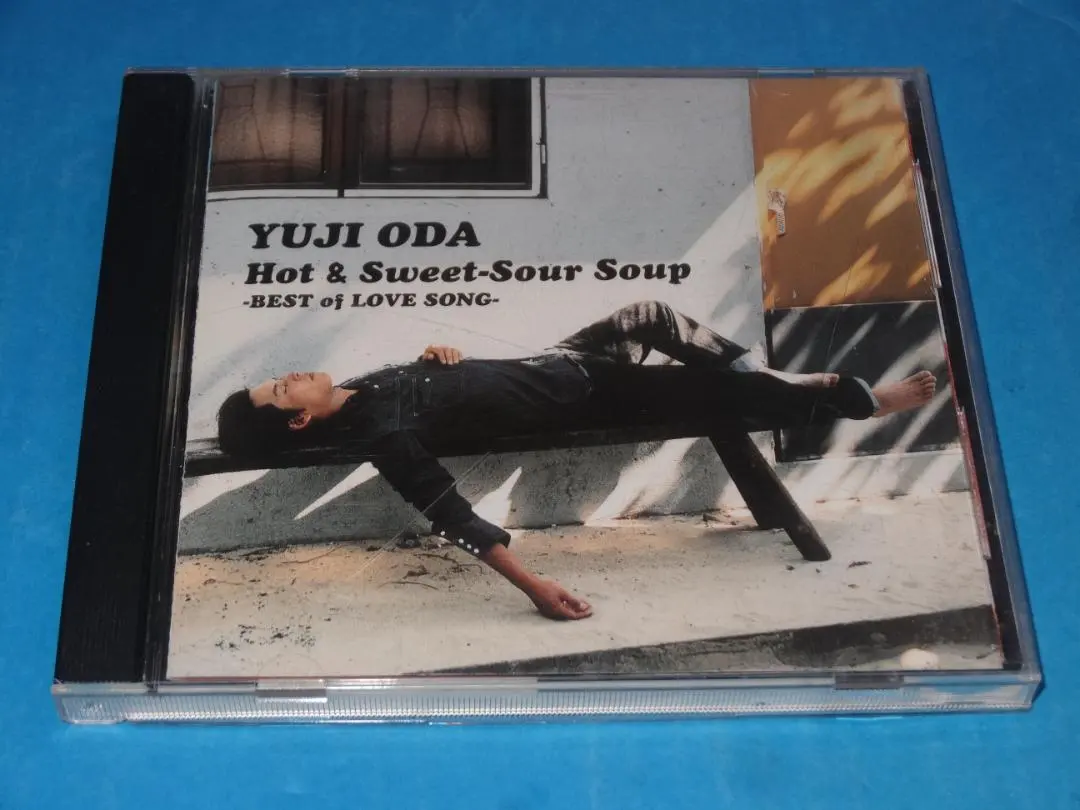 YUJI ODA
Hot & Sweet-Sour Soup
-BEST of LOVE SONG-